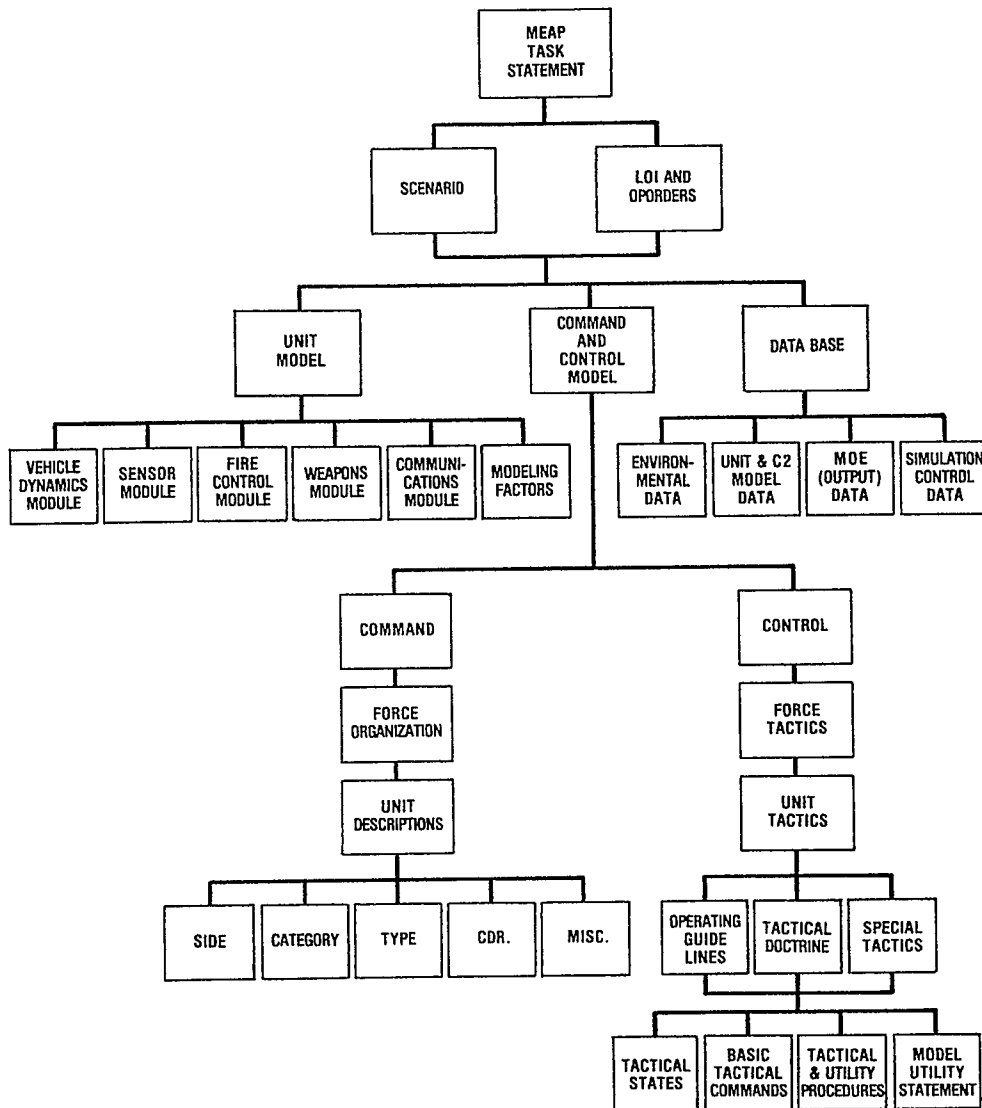 MEAP
TASK
STATEMENT
SCENARIO
LOI AND
OPORDERS
UNIT
MODEL
COMMAND
AND
CONTROL
MODEL
DATA BASE
VEHICLE
DYNAMICS
MODULE
SENSOR
MODULE
FIRE
CONTROL
MODULE
WEAPONS
MODULE
COMMUNI-
CATIONS
MODULE
MODELING
FACTORS
ENVIRON-
MENTAL
DATA
UNIT & C2
MODEL
DATA
MOE
(OUTPUT)
DATA
SIMULATION
CONTROL
DATA
COMMAND
CONTROL
FORCE
ORGANIZATION
FORCE
TACTICS
UNIT
DESCRIPTIONS
UNIT
TACTICS
SIDE
CATEGORY
TYPE
CDR.
MISC.
OPERATING
GUIDE
LINES
TACTICAL
DOCTRINE
SPECIAL
TACTICS
TACTICAL
STATES
BASIC
TACTICAL
COMMANDS
TACTICAL
& UTILITY
PROCEDURES
MODEL
UTILITY
STATEMENT